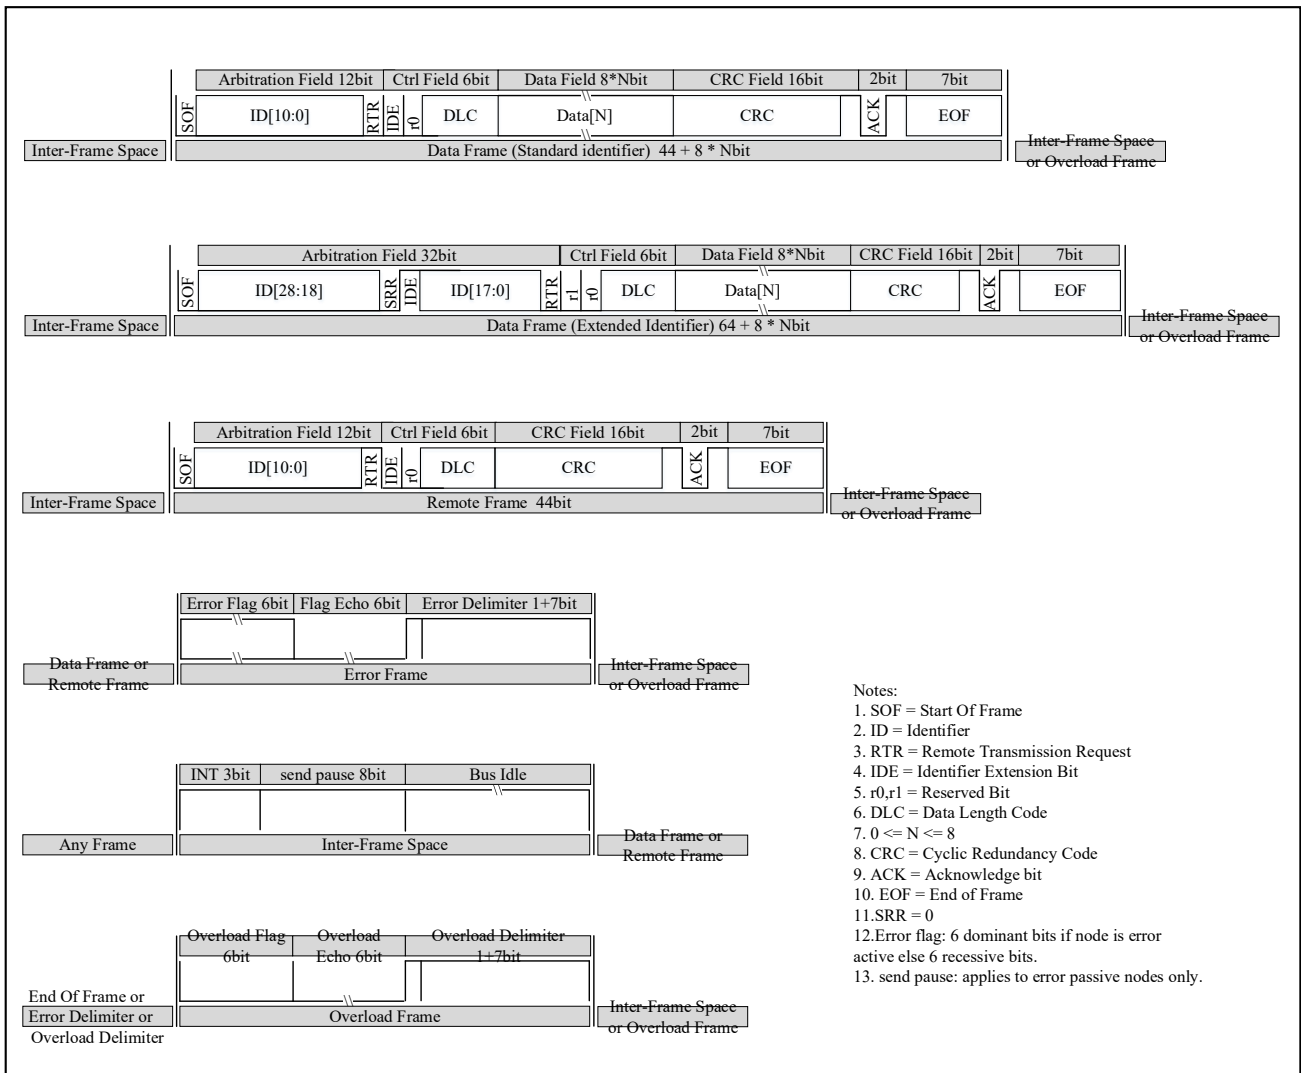 Arbitration Field 12bit Ctrl Field 6bit Data Field 8*Nbit CRC Field 16bit 2bit 7bit
SOF ID[10:0] RTR IDE r0 DLC Data[N] CRC ACK EOF
Inter-Frame Space Data Frame (Standard identifier) 44 + 8 * Nbit Inter-Frame Space
or Overload Frame
Arbitration Field 32bit Ctrl Field 6bit Data Field 8*Nbit CRC Field 16bit 2bit 7bit
SOF ID[28:18] SRR IDE ID[17:0] RTR r1 r0 DLC Data[N] CRC ACK EOF
Inter-Frame Space Data Frame (Extended Identifier) 64 + 8 * Nbit Inter-Frame Space
or Overload Frame
Arbitration Field 12bit Ctrl Field 6bit CRC Field 16bit 2bit 7bit
SOF ID[10:0] RTR IDE r0 DLC CRC ACK EOF
Inter-Frame Space Remote Frame 44bit Inter-Frame Space
or Overload Frame
Error Flag 6bit Flag Echo 6bit Error Delimiter 1+7bit
Data Frame or
Remote Frame Error Frame Inter-Frame Space
or Overload Frame
INT 3bit send pause 8bit Bus Idle
Any Frame Inter-Frame Space Data Frame or
Remote Frame
Overload Flag
6bit
Overload
Echo 6bit
Overload Delimiter
1+7bit
End Of Frame or
Error Delimiter or
Overload Delimiter
Overload Frame
Inter-Frame Space
or Overload Frame
Notes:
1. SOF = Start Of Frame
2. ID = Identifier
3. RTR = Remote Transmission Request
4. IDE = Identifier Extension Bit
5. r0,r1 = Reserved Bit
6. DLC = Data Length Code
7. 0 <= N <= 8
8. CRC = Cyclic Redundancy Code
9. ACK = Acknowledge bit
10. EOF = End of Frame
11.SRR = 0
12.Error flag: 6 dominant bits if node is error
active else 6 recessive bits.
13. send pause: applies to error passive nodes only.